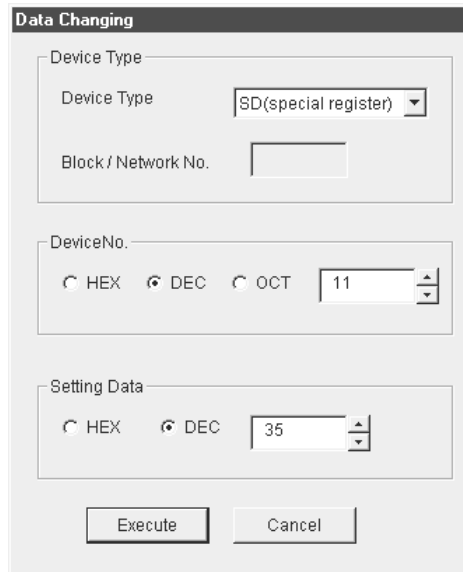 Data Changing
Device Type
Device Type
SD(special register)
Block / Network No.
DeviceNo.
HEX DEC OCT 11
Setting Data
HEX DEC 35
Execute Cancel